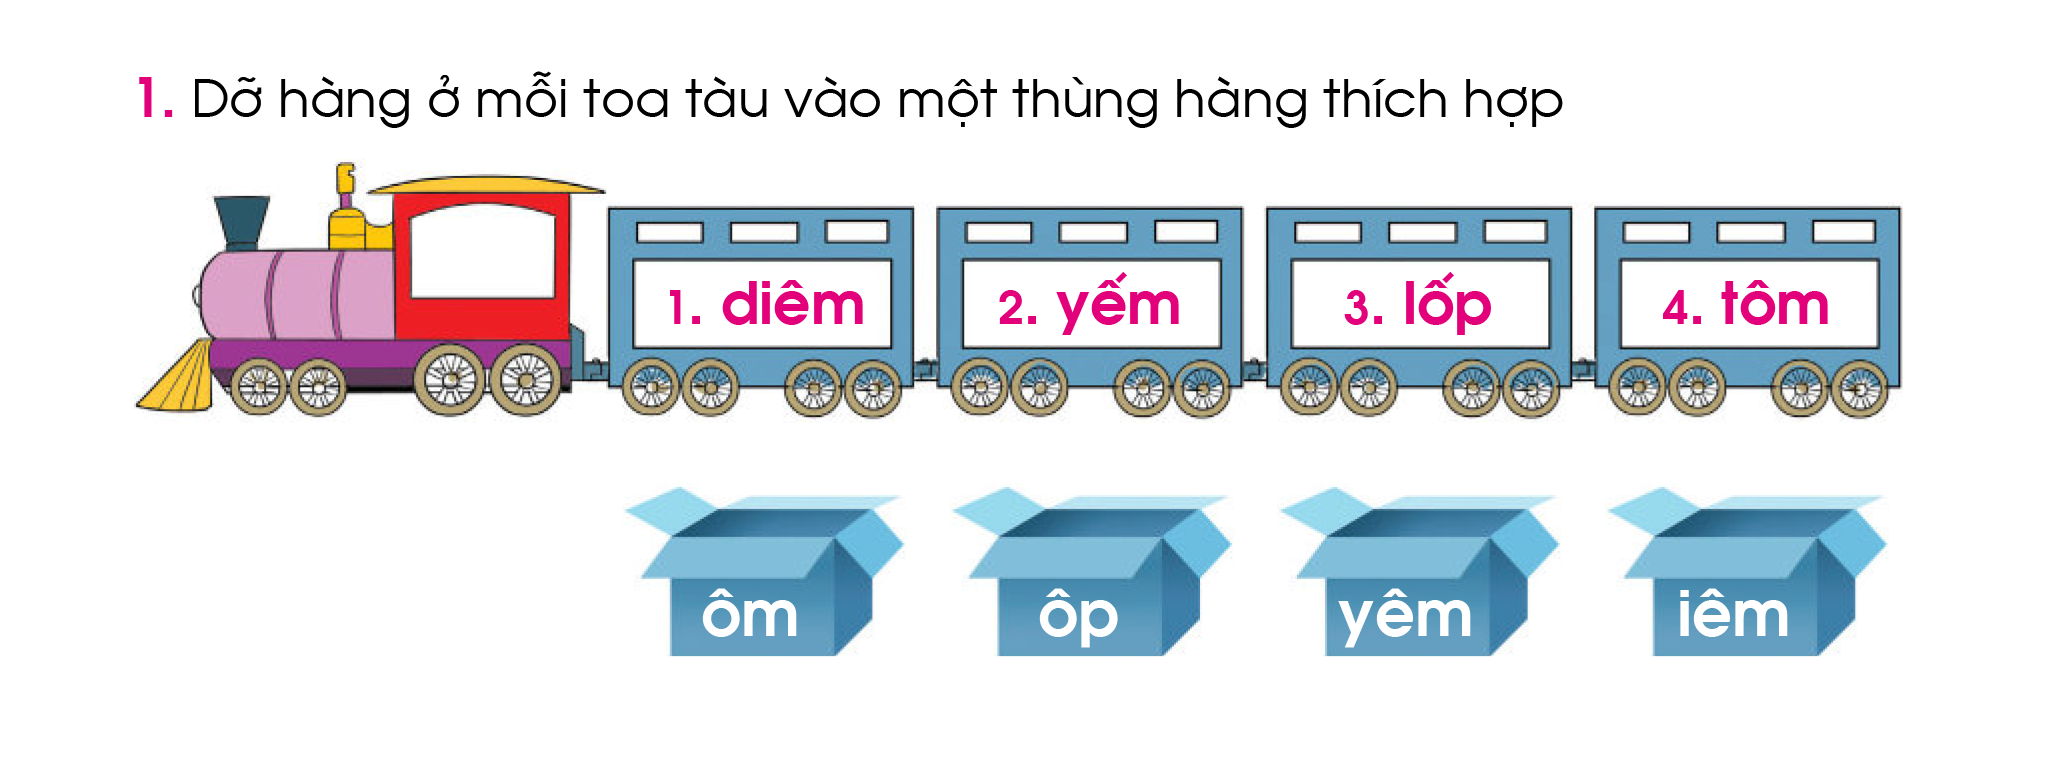 1. Dỡ hàng ở mỗi toa tàu vào một thùng hàng thích hợp
1. diêm 2. yếm 3. lốp 4. tôm
ôm ôp yêm iêm